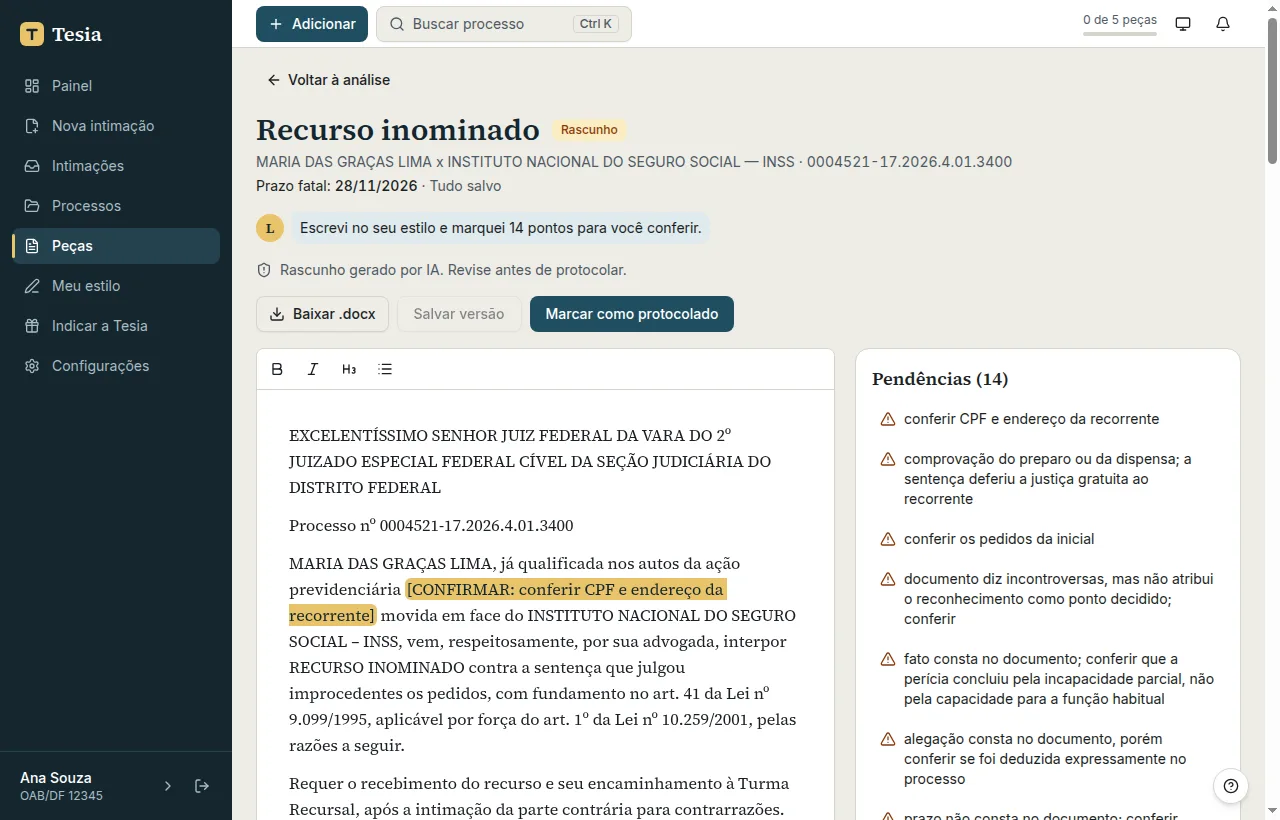 T Tesia
Painel
Nova intimação
Intimações
Processos
Peças
Meu estilo
Indicar a Tesia
Configurações
Ana Souza
OAB/DF 12345
+ Adicionar
Buscar processo
Ctrl K
0 de 5 peças
Voltar à análise
Recurso inominado
Rascunho
MARIA DAS GRAÇAS LIMA x INSTITUTO NACIONAL DO SEGURO SOCIAL — INSS · 0004521-17.2026.4.01.3400
Prazo fatal: 28/11/2026 · Tudo salvo
L
Escrevi no seu estilo e marquei 14 pontos para você conferir.
Rascunho gerado por IA. Revise antes de protocolar.
Baixar .docx
Salvar versão
Marcar como protocolado
B I H3
EXCELENTÍSSIMO SENHOR JUIZ FEDERAL DA VARA DO 2º
JUIZADO ESPECIAL FEDERAL CÍVEL DA SEÇÃO JUDICIÁRIA DO
DISTRITO FEDERAL
Processo nº 0004521-17.2026.4.01.3400
MARIA DAS GRAÇAS LIMA, já qualificada nos autos da ação
previdenciária [CONFIRMAR: conferir CPF e endereço da
recorrente] movida em face do INSTITUTO NACIONAL DO SEGURO
SOCIAL – INSS, vem, respeitosamente, por sua advogada, interpor
RECURSO INOMINADO contra a sentença que julgou
improcedentes os pedidos, com fundamento no art. 41 da Lei nº
9.099/1995, aplicável por força do art. 1º da Lei nº 10.259/2001, pelas
razões a seguir.
Requer o recebimento do recurso e seu encaminhamento à Turma
Recursal, após a intimação da parte contrária para contrarrazões.
Pendências (14)
conferir CPF e endereço da recorrente
comprovação do preparo ou da dispensa; a
sentença deferiu a justiça gratuita ao
recorrente
conferir os pedidos da inicial
documento diz incontroversas, mas não atribui
o reconhecimento como ponto decidido;
conferir
fato consta no documento; conferir que a
perícia concluiu pela incapacidade parcial, não
pela capacidade para a função habitual
alegação consta no documento, porém
conferir se foi deduzida expressamente no
processo
prazo não consta no documento; conferir